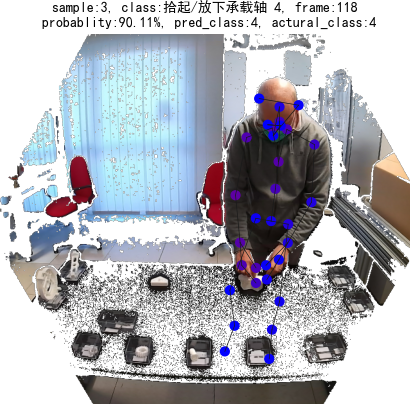 sample:3, class:拾起/放下承载轴 4, frame:118
probablity:90.11%, pred_class:4, actural_class:4